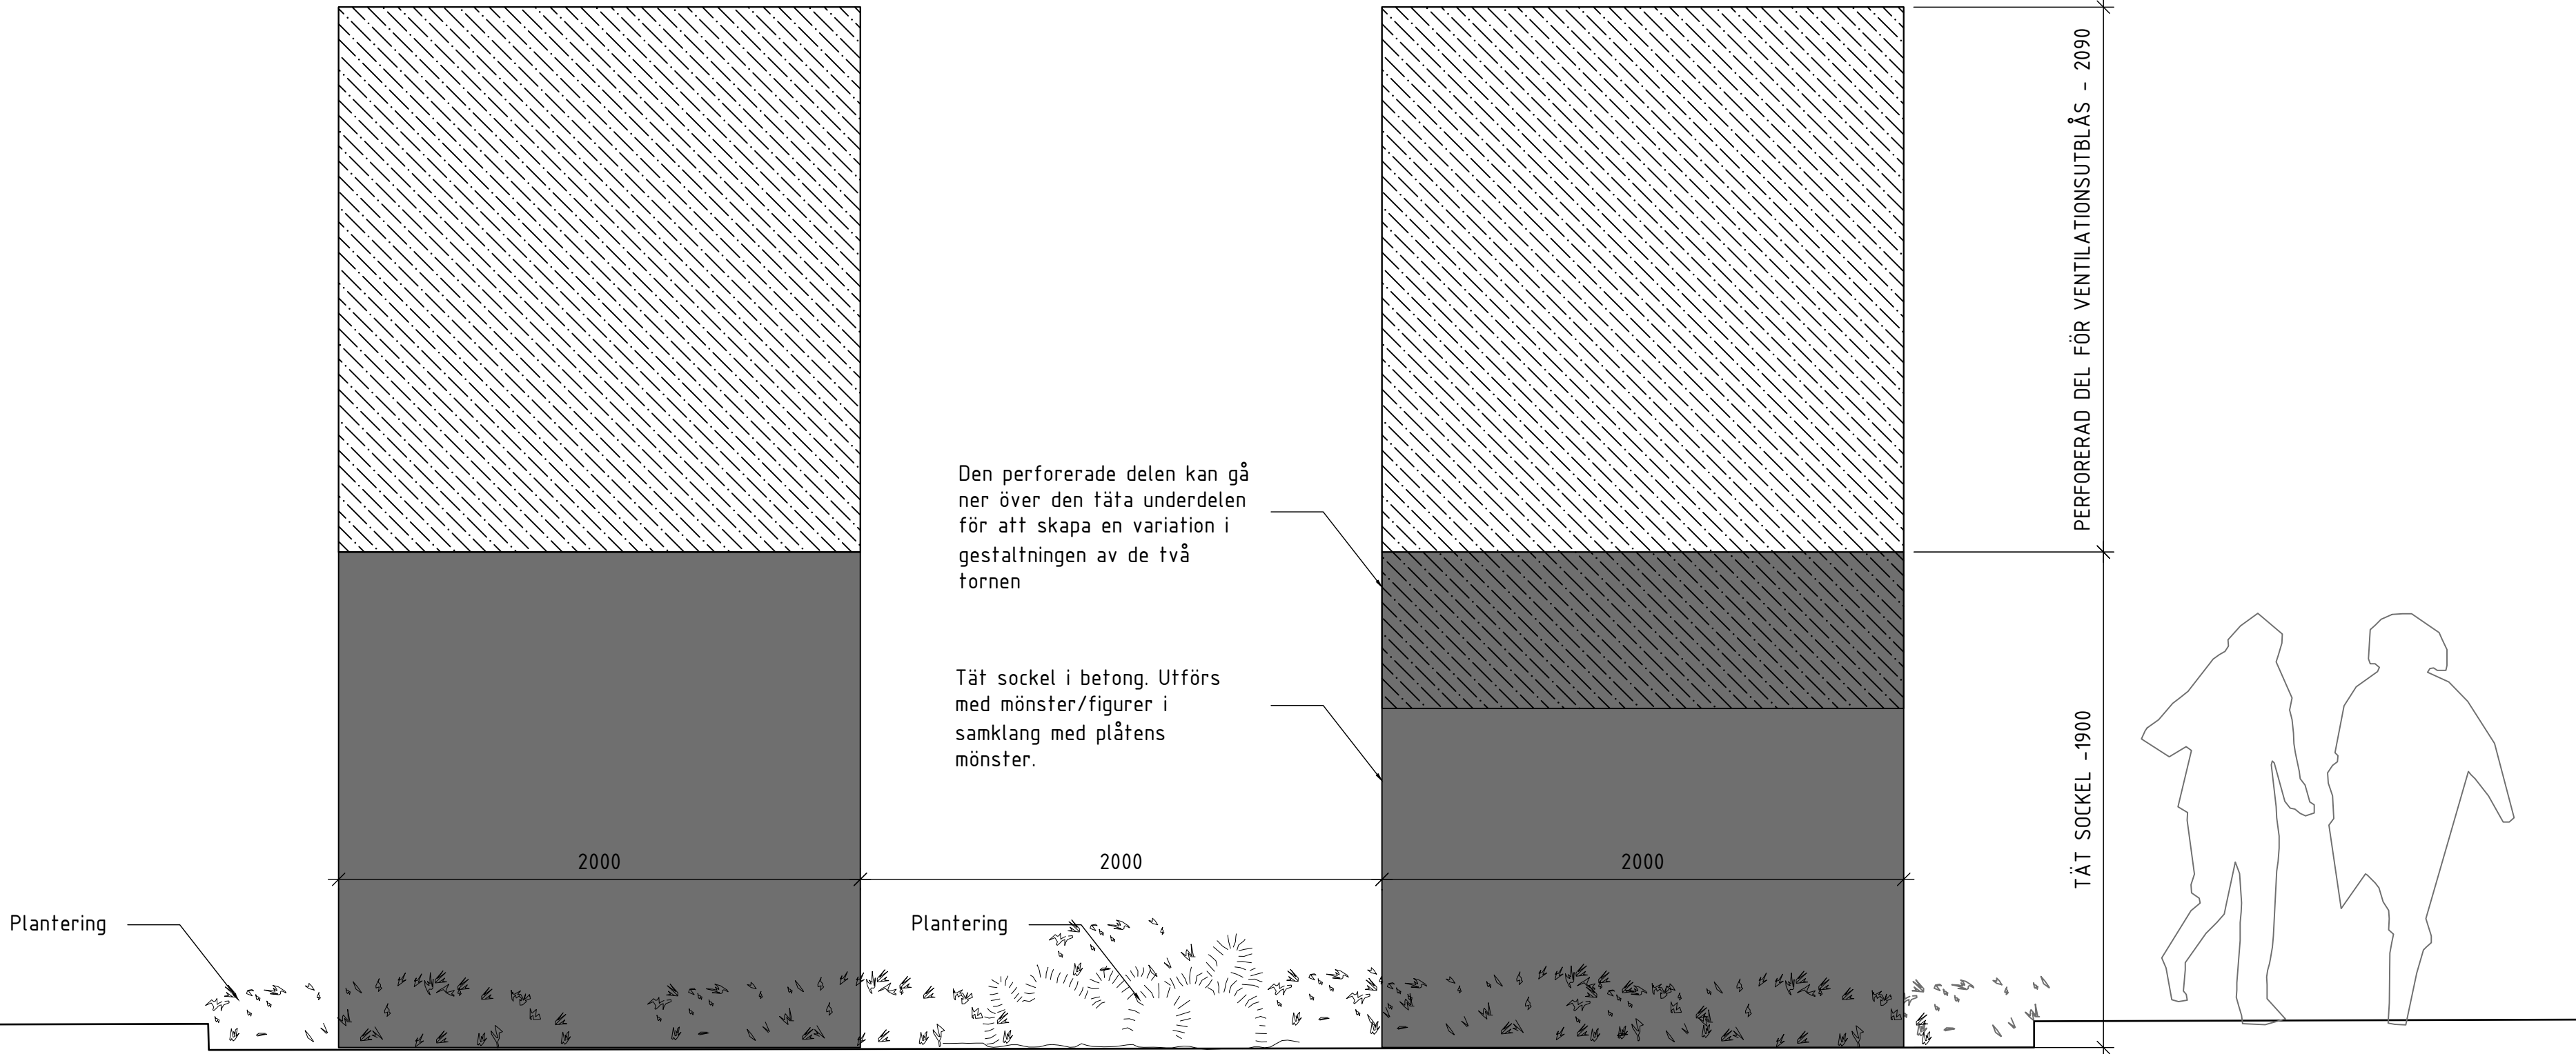 PERFORERAD DEL FÖR VENTILATIONSUTBLÅS - 2090
Den perforerade delen kan gå
ner över den täta underdelen
för att skapa en variation i
gestaltningen av de två
tornen
Tät sockel i betong. Utförs
med mönster/figurer i
samklang med plåtens
mönster.
TÄT SOCKEL -1900
2000
2000
2000
Plantering
Plantering